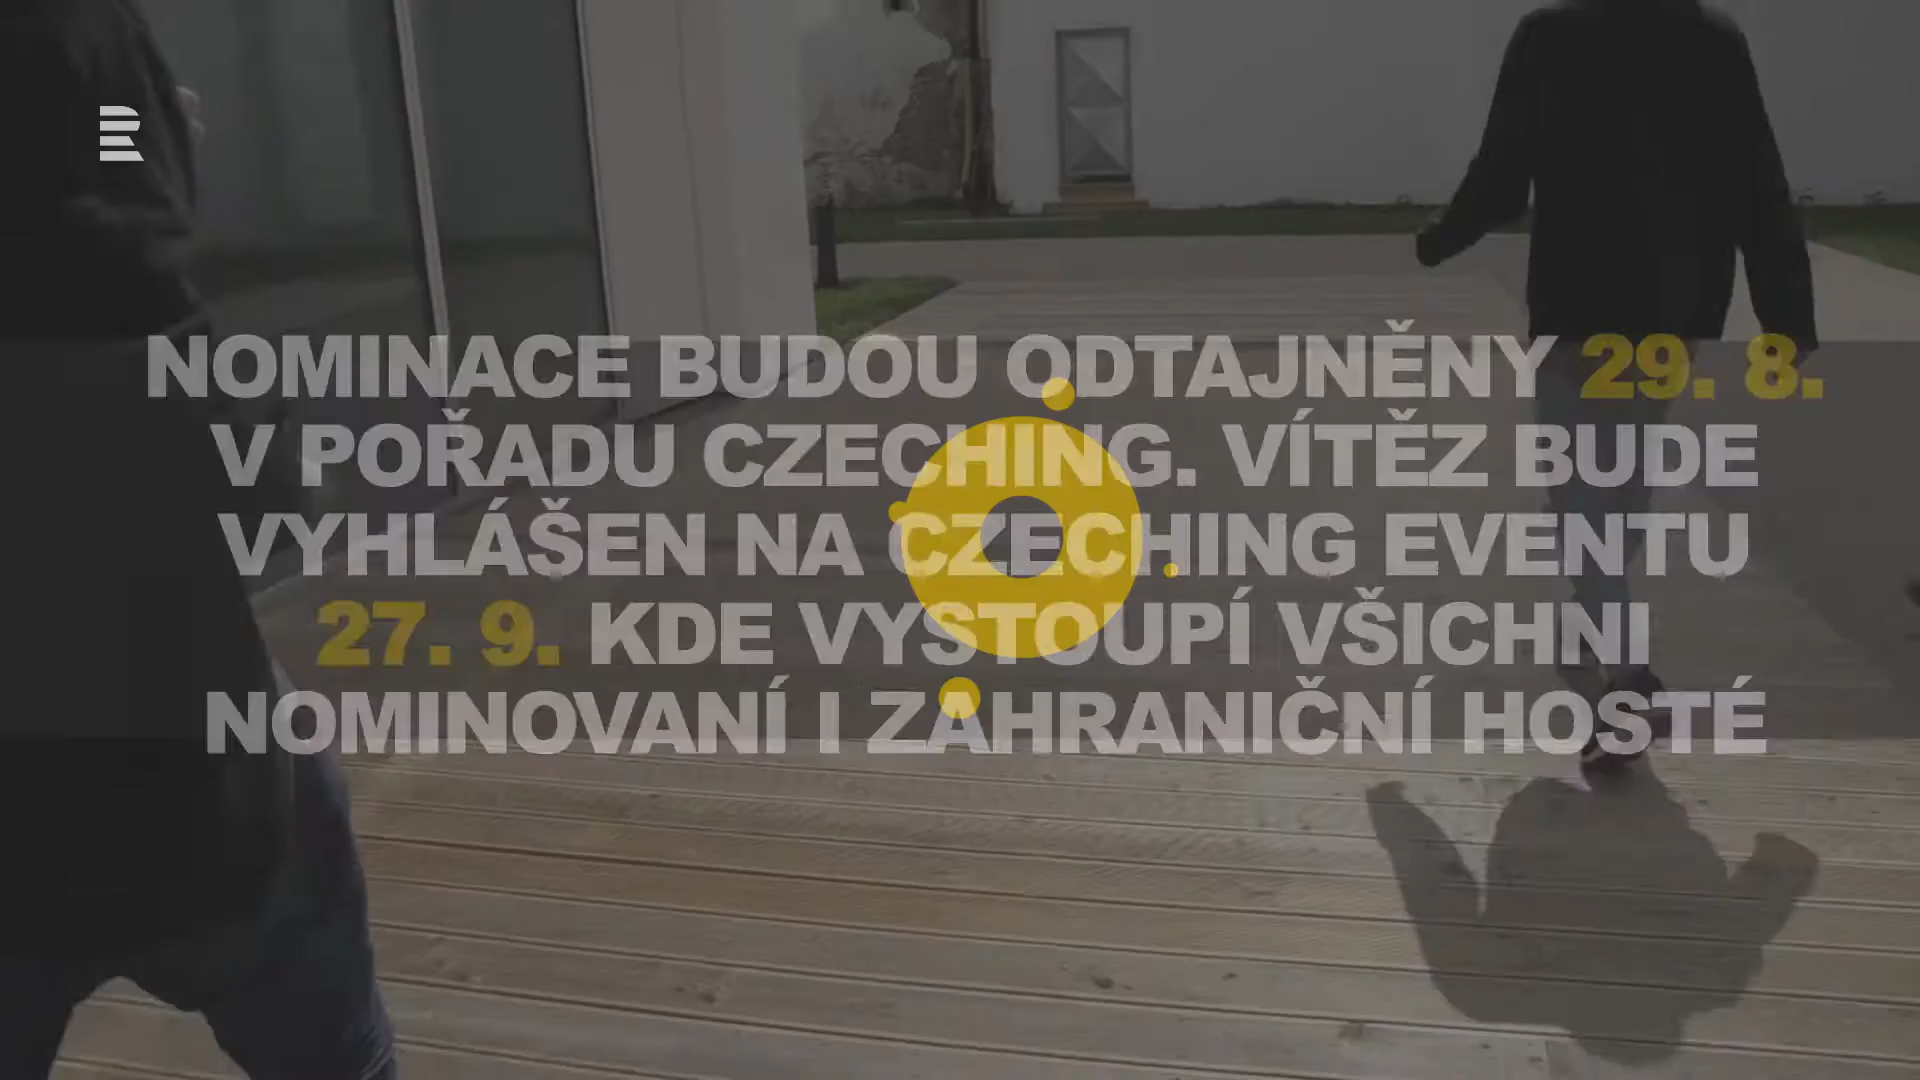 NOMINACE BUDOU ODTAJNĚNY 29. 8.
V POŘADU CZECHING. VÍTĚZ BUDE
VYHLÁŠEN NA CZECHING EVENTU
27. 9. KDE VYSTOUPÍ VŠICHNI
NOMINOVANÍ I ZAHRANIČNÍ HOSTÉ